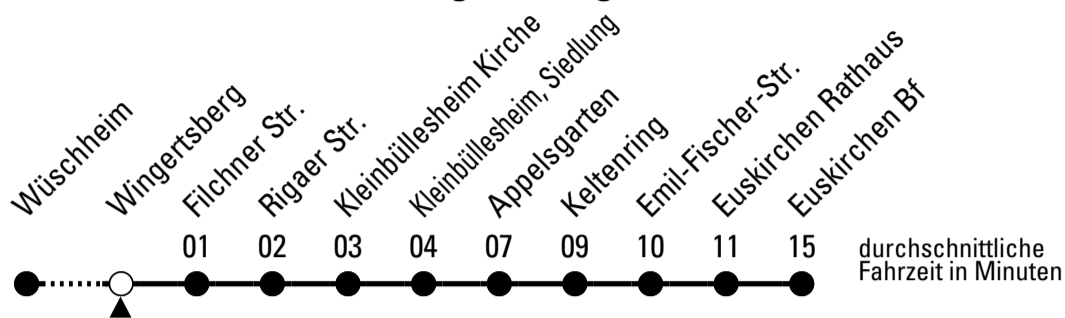 Wüschheim
Wingertsberg
Filchner Str.
Rigaer Str.
Kleinbüllesheim Kirche
Kleinbüllesheim, Siedlung
Appelsgarten
Keltenring
Emil-Fischer-Str.
Euskirchen Rathaus
Euskirchen Bf
01 02 03 04 07 09 10 11 15
durchschnittliche
Fahrzeit in Minuten